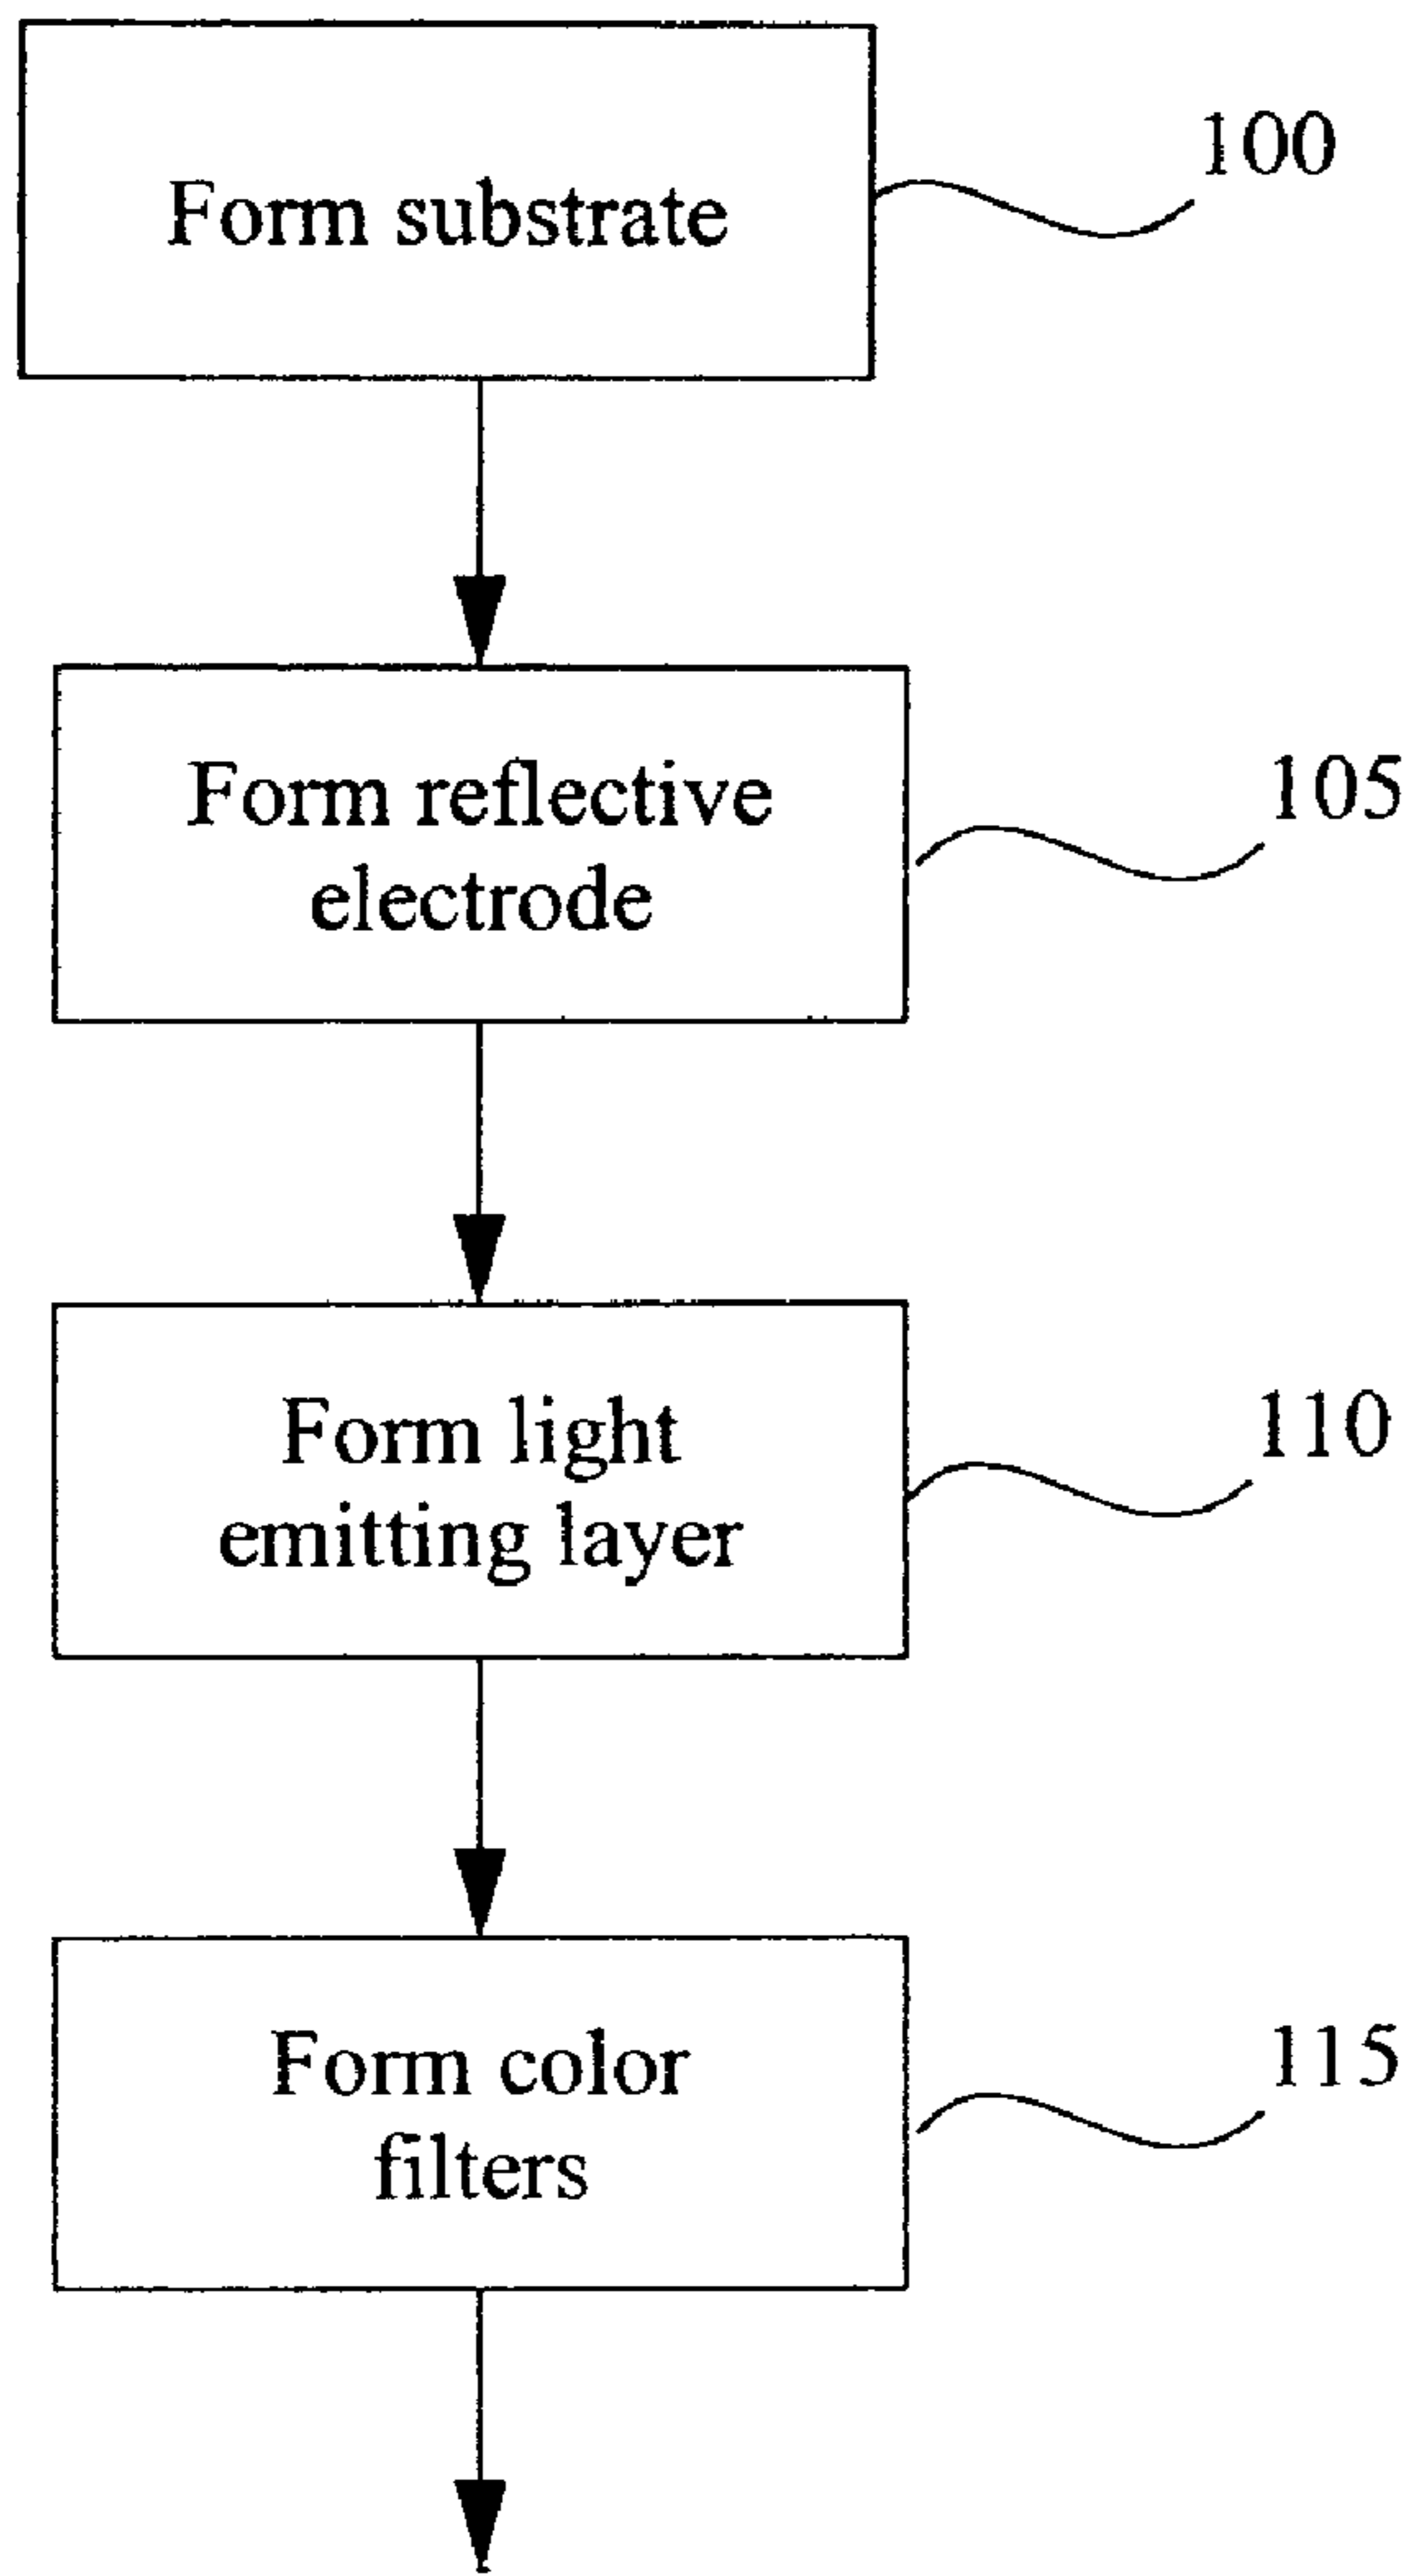 Form substrate
100
Form reflective
electrode
105
Form light
emitting layer
110
Form color
filters
115